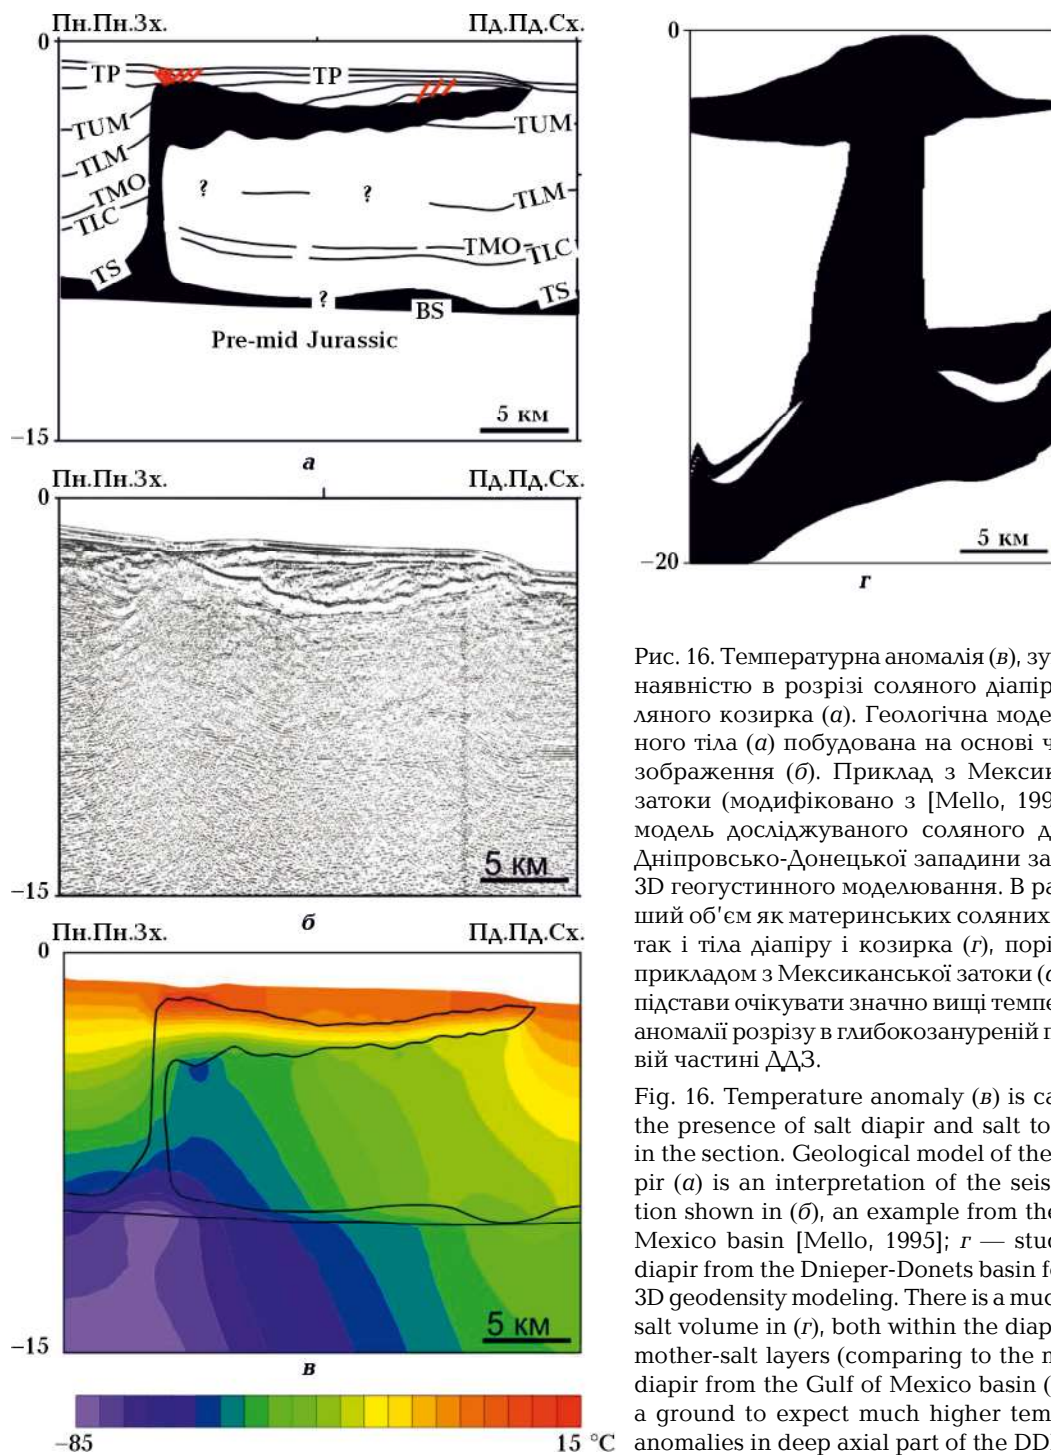 Пн.Пн.Зх. Пд.Пд.Сх.
0
TP TP
TUM TUM
TLM
TMO
TLC
TS
? ?
TLM
TMO TLC
? BS TS
Pre-mid Jurassic
5 км
−15
а
Пн.Пн.Зх. Пд.Пд.Сх.
0
5 км
−15
б
Пн.Пн.Зх. Пд.Пд.Сх.
0
5 км
−15
в
−85 15 °C
−0
5 км
−20
г
Рис. 16. Температурна аномалія (в), зу
наявністю в розрізі соляного діапір
ляного козирка (а). Геологічна моде
ного тіла (а) побудована на основі ч
зображення (б). Приклад з Мексик
затоки (модифіковано з [Mello, 199
модель досліджуваного соляного д
Дніпровсько-Донецької западини за
3D геогустинного моделювання. В ра
ший об’єм як материнських соляних
так і тіла діапіру і козирка (г), порі
прикладом з Мексиканської затоки (а
підстави очікувати значно вищі темпе
аномалії розрізу в глибокозануреній п
вій частині ДДЗ.
Fig. 16. Temperature anomaly (в) is ca
the presence of salt diapir and salt to
in the section. Geological model of the
pir (а) is an interpretation of the seis
tion shown in (б), an example from the
Mexico basin [Mello, 1995]; г — stud
diapir from the Dnieper-Donets basin fo
3D geodensity modeling. There is a muc
salt volume in (г), both within the diap
mother-salt layers (comparing to the m
diapir from the Gulf of Mexico basin (
a ground to expect much higher tem
anomalies in deep axial part of the DD